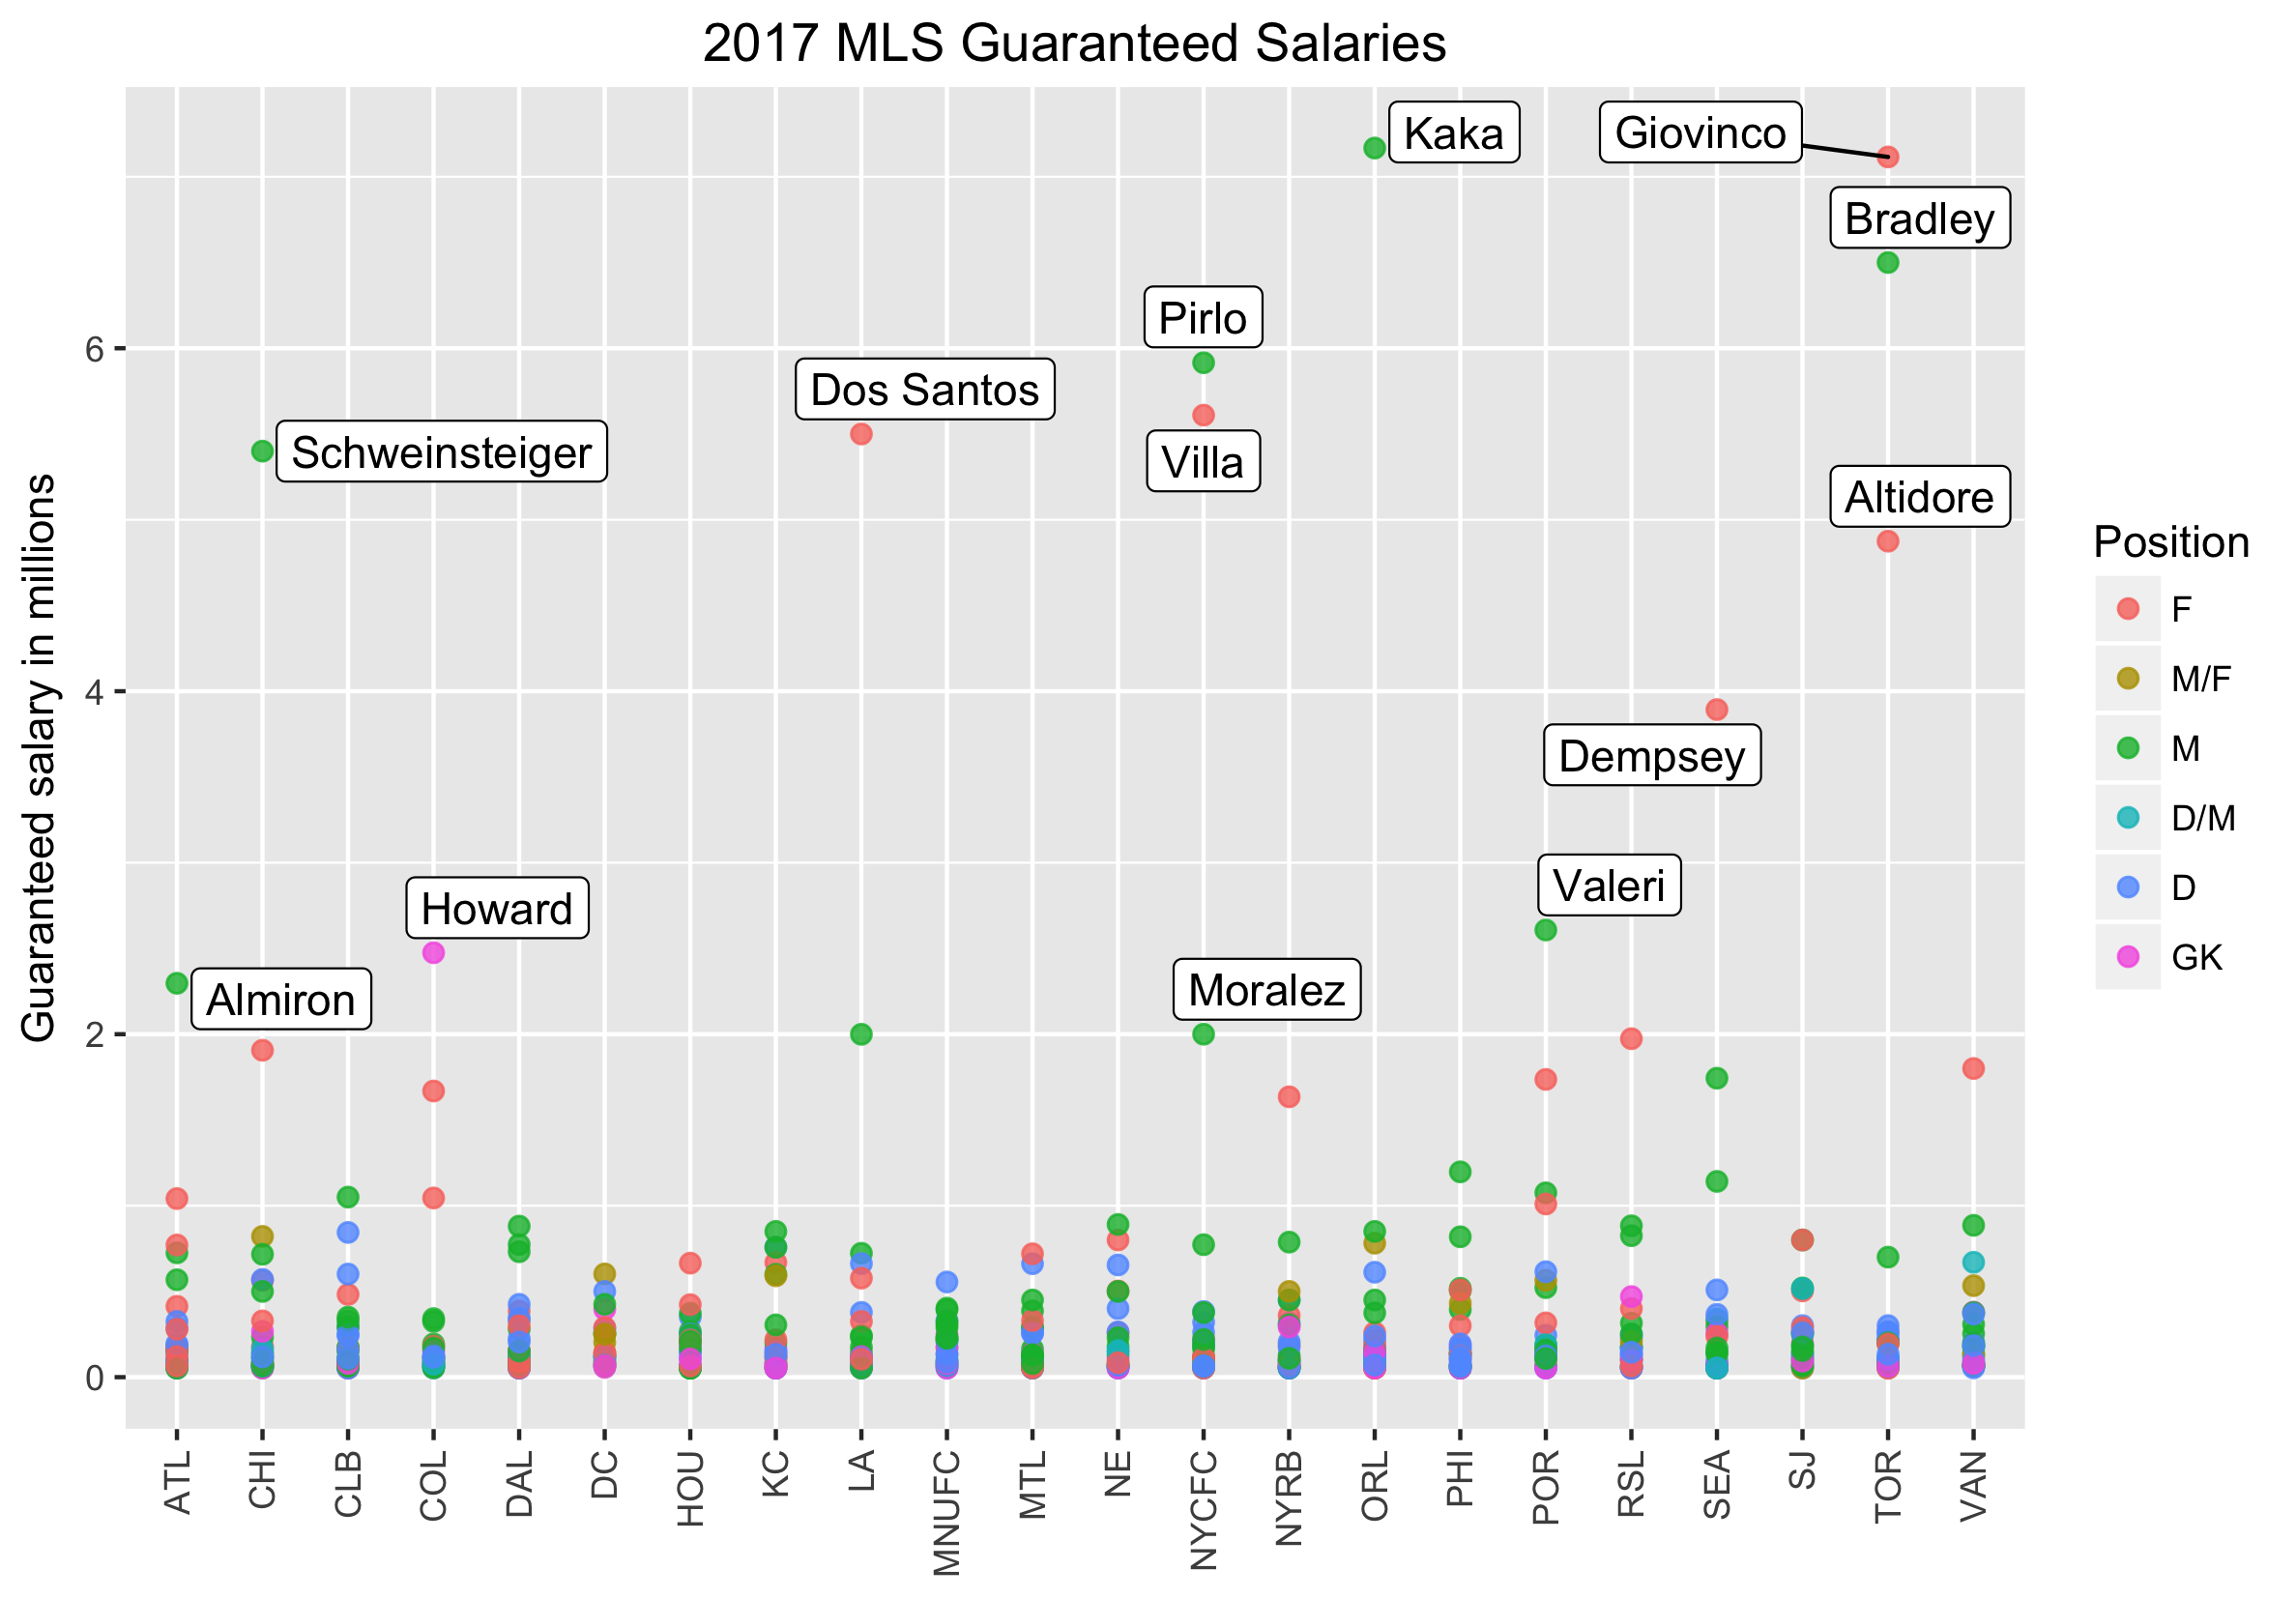 2017 MLS Guaranteed Salaries
Guaranteed salary in millions
6
4
2
0
Kaka
Giovinco
Bradley
Pirlo
Dos Santos
Schweinsteiger
Villa
Altidore
Dempsey
Valeri
Howard
Moralez
Almiron
ATL
CHI
CLB
COL
DAL
DC
HOU
KC
LA
MNUFC
MTL
NE
NYCFC
NYRB
ORL
PHI
POR
RSL
SEA
SJ
TOR
VAN
Position
F
M/F
M
D/M
D
GK